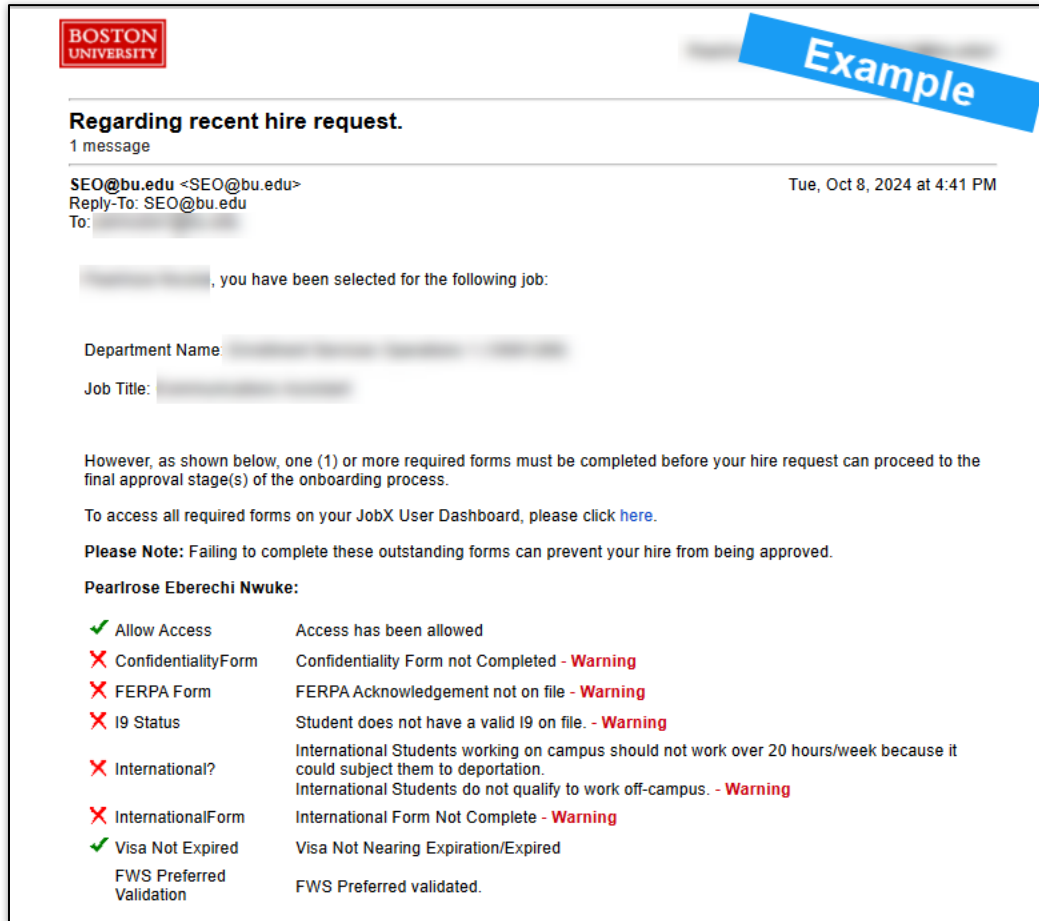 BOSTON
UNIVERSITY
Example
Regarding recent hire request.
1 message
SEO@bu.edu <SEO@bu.edu>
Tue, Oct 8, 2024 at 4:41 PM
Reply-To: SEO@bu.edu
To:
, you have been selected for the following job:
Department Name
Job Title:
However, as shown below, one (1) or more required forms must be completed before your hire request can proceed to the
final approval stage(s) of the onboarding process.
To access all required forms on your JobX User Dashboard, please click here.
Please Note: Failing to complete these outstanding forms can prevent your hire from being approved.
Pearlrose Eberechi Nwuke:
Allow Access Access has been allowed
ConfidentialityForm Confidentiality Form not Completed - Warning
FERPA Form FERPA Acknowledgement not on file - Warning
I9 Status Student does not have a valid I9 on file. - Warning
International? International Students working on campus should not work over 20 hours/week because it
could subject them to deportation.
International Students do not qualify to work off-campus. - Warning
InternationalForm International Form Not Complete - Warning
Visa Not Expired Visa Not Nearing Expiration/Expired
FWS Preferred
Validation FWS Preferred validated.